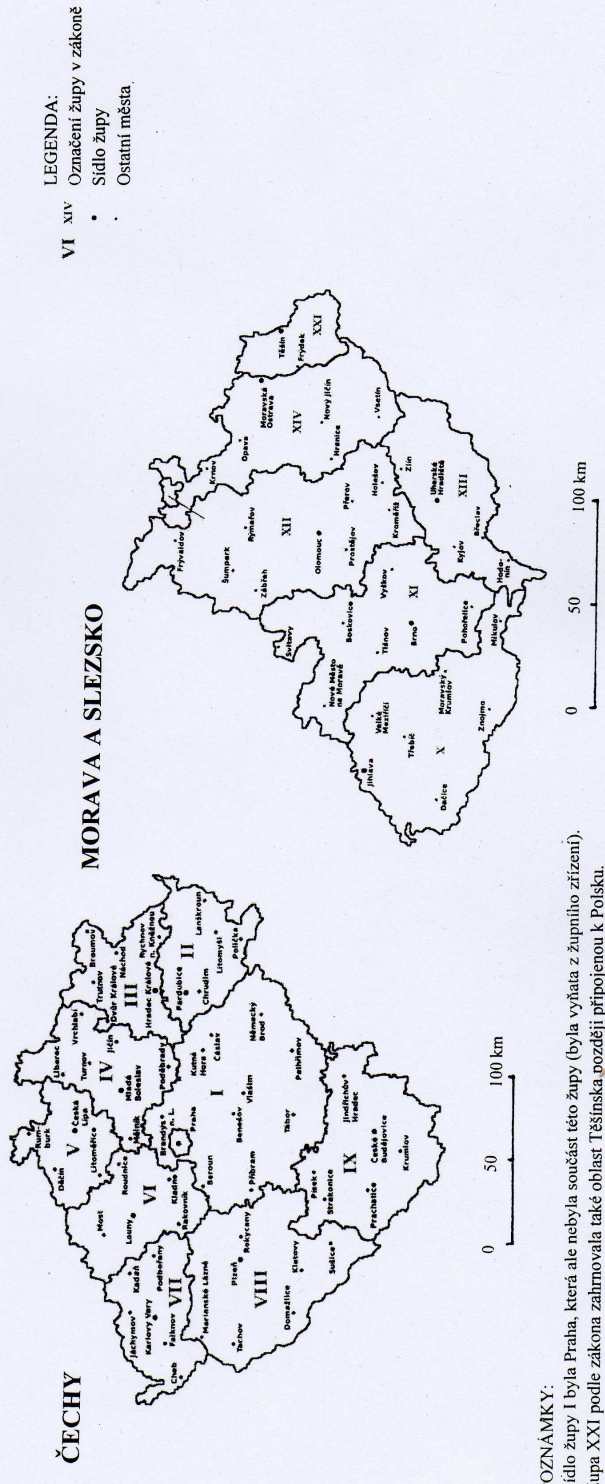 ČECHY
MORAVA A SLEZSKO
LEGENDA:
VI XIV Označení župy v zákoně
Sídlo župy
Ostatní města
Rum-
burk
Děčín
Česká
Lípa
V
Litoměřice
Liberec
Vrchlabí
Turnov
IV
Jičín
Mladá
Boleslav
Mělník
Poděbrady
Trutnov
Broumov
Dvůr Králové
Náchod
III
Hradec Králové
Rychnov
n. Kněžnou
Pardubice
II
Chrudim
Litomyšl
Lanškroun
Polička
Most
Roudnice
Louny
VI
Kladno
Rakovník
Jáchymov
Kadaň
Karlovy Vary
Podbořany
Falknov
VII
Cheb
Mariánské Lázně
Tachov
Plzeň
Rokycany
VIII
Domažlice
Klatovy
Sušice
Brandýs
n. L.
Praha
Beroun
Kutná
Hora
Čáslav
I
Benešov
Vlašim
Německý
Brod
Příbram
Tábor
Pelhřimov
Písek
Strakonice
IX
Jindřichův
Hradec
Prachatice
České
Budějovice
Krumlov
0 50 100 km
Frývaldov
Krnov
Šumperk
Rýmařov
Zábřeh
XII
Olomouc
Prostějov
Přerov
Holešov
Kroměříž
Opava
Moravská
Ostrava
XIV
Nový Jičín
Hranice
Vsetín
Těšín
Frýdek
XXI
Svitavy
Nové Město
na Moravě
Boskovice
Tišnov
Vyškov
Brno
XI
Pohořelice
Mikulov
Jihlava
Velké
Meziříčí
Třebíč
X
Moravský
Krumlov
Dačice
Znojmo
Zlín
Uherské
Hradiště
XIII
Kyjov
Břeclav
Hodo-
nín
0 50 100 km
OZNÁMKY:
ídlo župy I byla Praha, která ale nebyla součást této župy (byla vyňata z župního zřízení).
upa XXI podle zákona zahrnovala také oblast Těšínska později připojenou k Polsku.